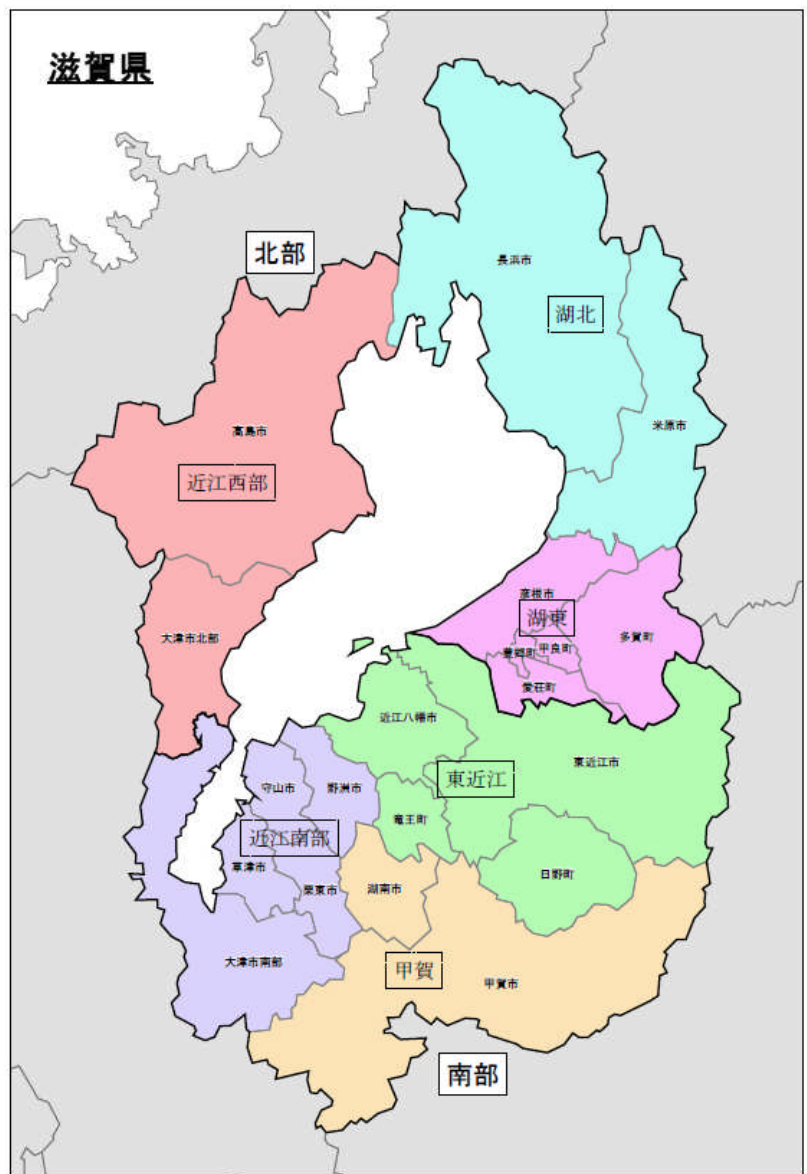 滋賀県
北部
長浜市
湖北
米原市
高島市
近江西部
彦根市
湖東
大津市北部
多賀町
豊郷町
甲良町
愛荘町
近江八幡市
東近江市
東近江
守山市
野洲市
竜王町
近江南部
草津市
栗東市
湖南市
日野町
大津市南部
甲賀
甲賀市
南部